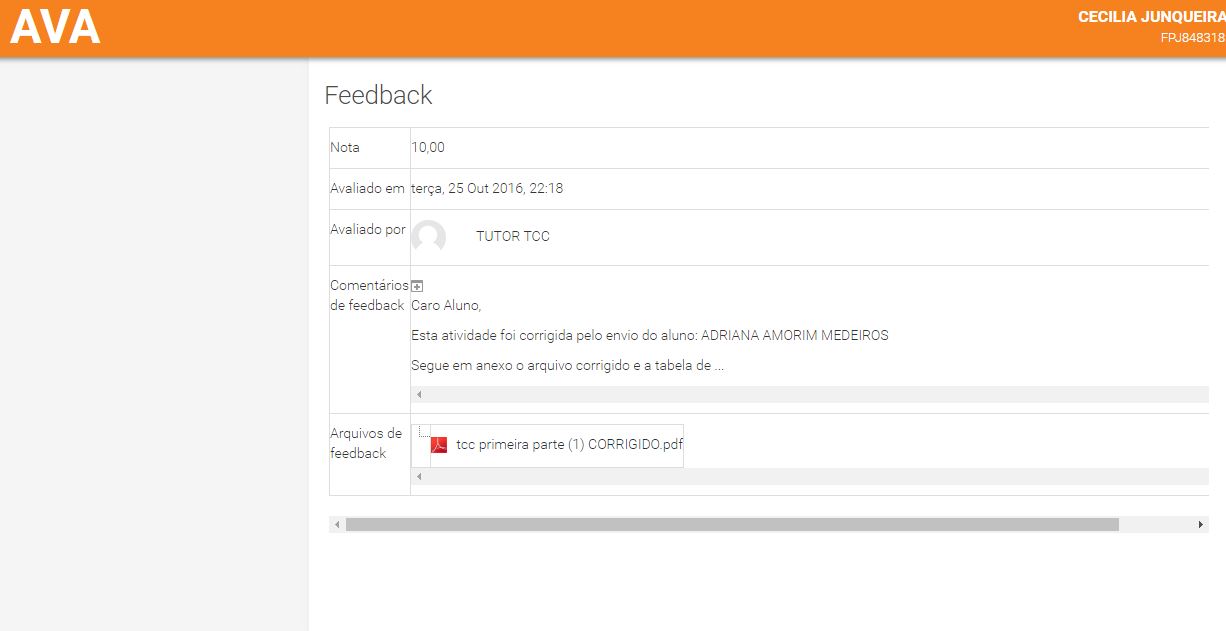 AVA
CECILIA JUNQUEIRA
FPJ848318
Feedback
Nota 10,00
Avaliado em terça, 25 Out 2016, 22:18
Avaliado por TUTOR TCC
Comentários
de feedback Caro Aluno,
Esta atividade foi corrigida pelo envio do aluno: ADRIANA AMORIM MEDEIROS
Segue em anexo o arquivo corrigido e a tabela de ...
Arquivos de
feedback
tcc primeira parte (1) CORRIGIDO.pdf